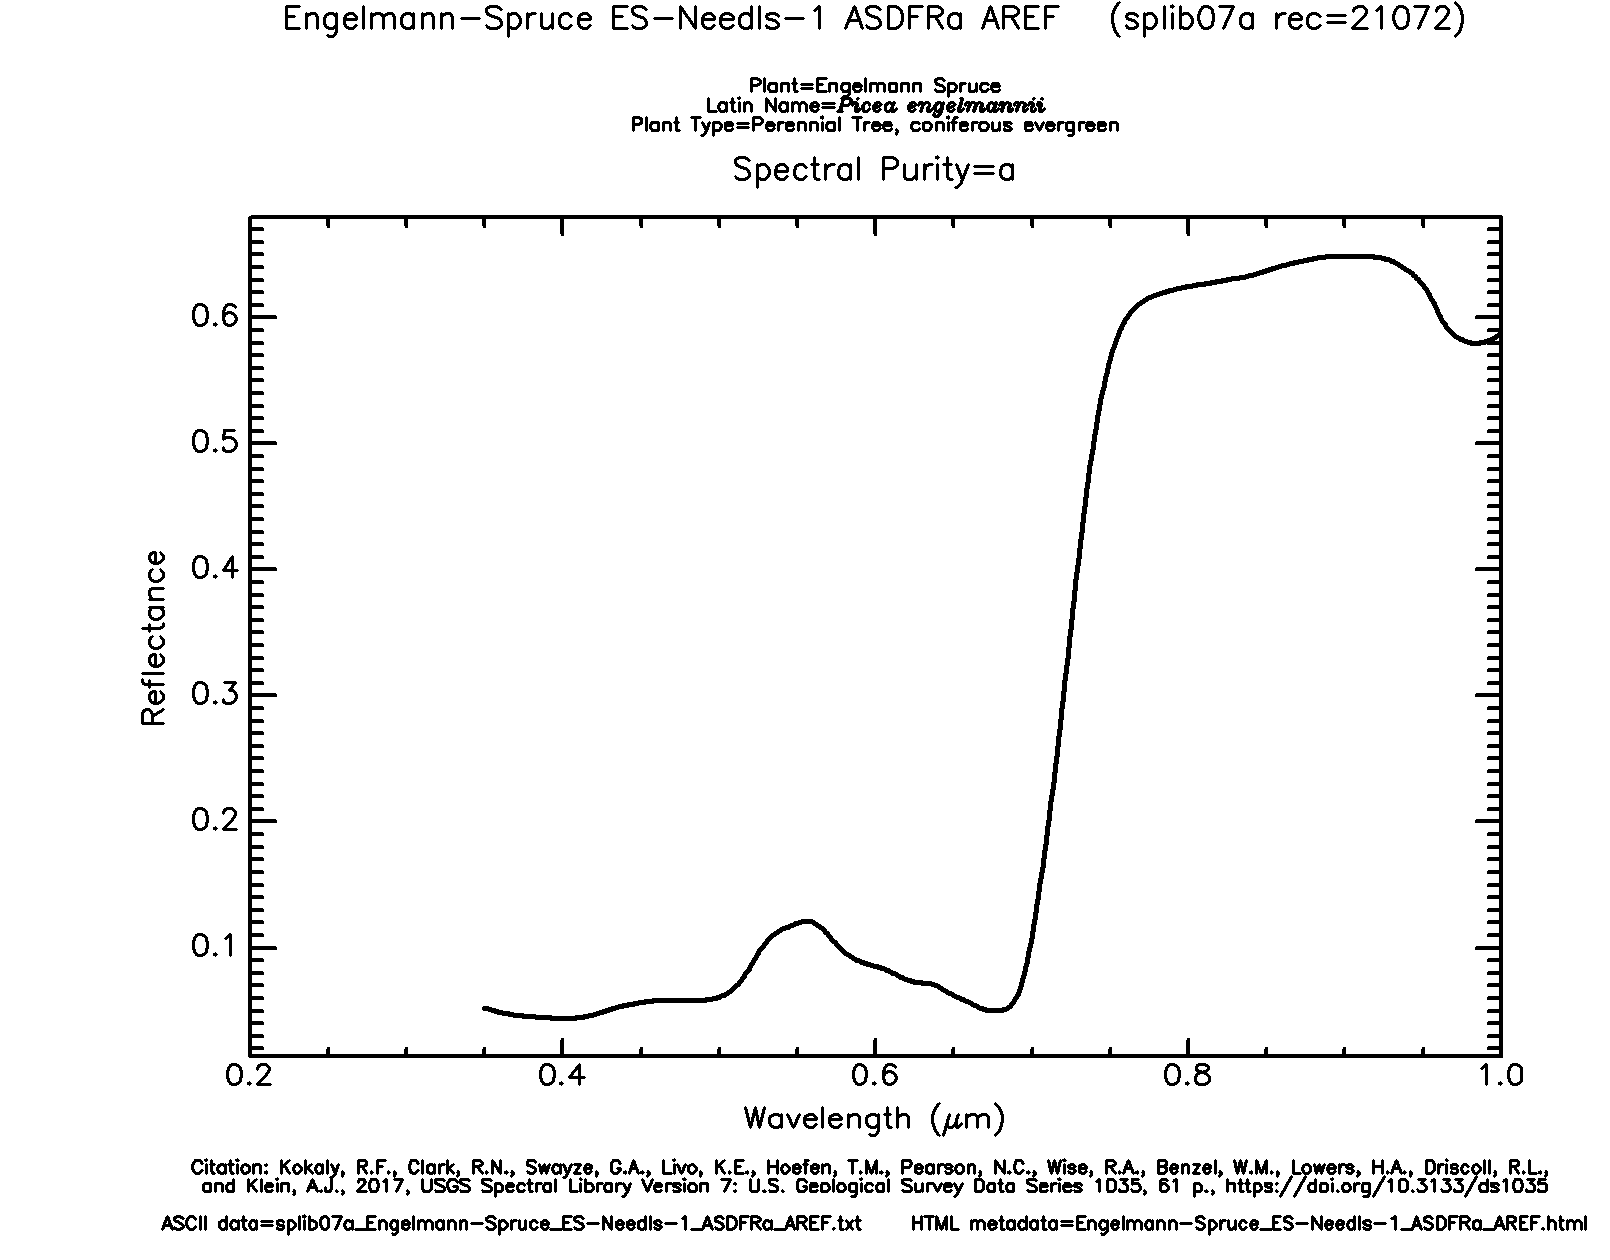 Engelmann-Spruce ES-Needls-1 ASDFRa AREF (splib07a rec=21072)
Plant=Engelmann Spruce
Latin Name=Picea engelmannii
Plant Type=Perennial Tree, coniferous evergreen
Spectral Purity=a
0.6
0.5
0.4
0.3
0.2
0.1
Reflectance
0.2 0.4 0.6 0.8 1.0
Wavelength (μm)
Citation: Kokaly, R.F., Clark, R.N., Swayze, G.A., Livo, K.E., Hoefen, T.M., Pearson, N.C., Wise, R.A., Benzel, W.M., Lowers, H.A., Driscoll, R.L.,
and Klein, A.J., 2017, USGS Spectral Library Version 7: U.S. Geological Survey Data Series 1035, 61 p., https://doi.org/10.3133/ds1035
ASCII data=splib07a_Engelmann-Spruce_ES-Needls-1_ASDFRa_AREF.txt HTML metadata=Engelmann-Spruce_ES-Needls-1_ASDFRa_AREF.html